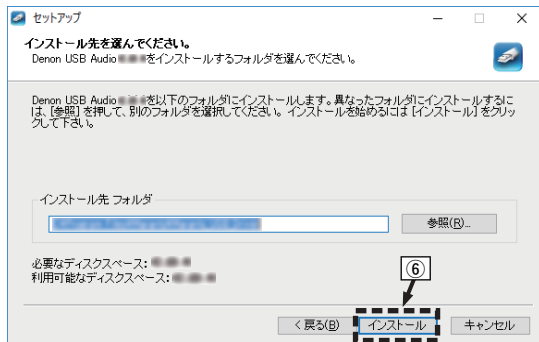 セットアップ
インストール先を選んでください。
Denon USB Audio をインストールするフォルダを選んでください。
Denon USB Audio を以下のフォルダにインストールします。異なったフォルダにインストールするに
は、[参照] を押して、別のフォルダを選択してください。インストールを始めるには [インストール] をクリッ
クして下さい。
インストール先 フォルダ
参照(R)...
必要なディスクスペース:
利用可能なディスクスペース:
⑥
< 戻る(B)
インストール
キャンセル